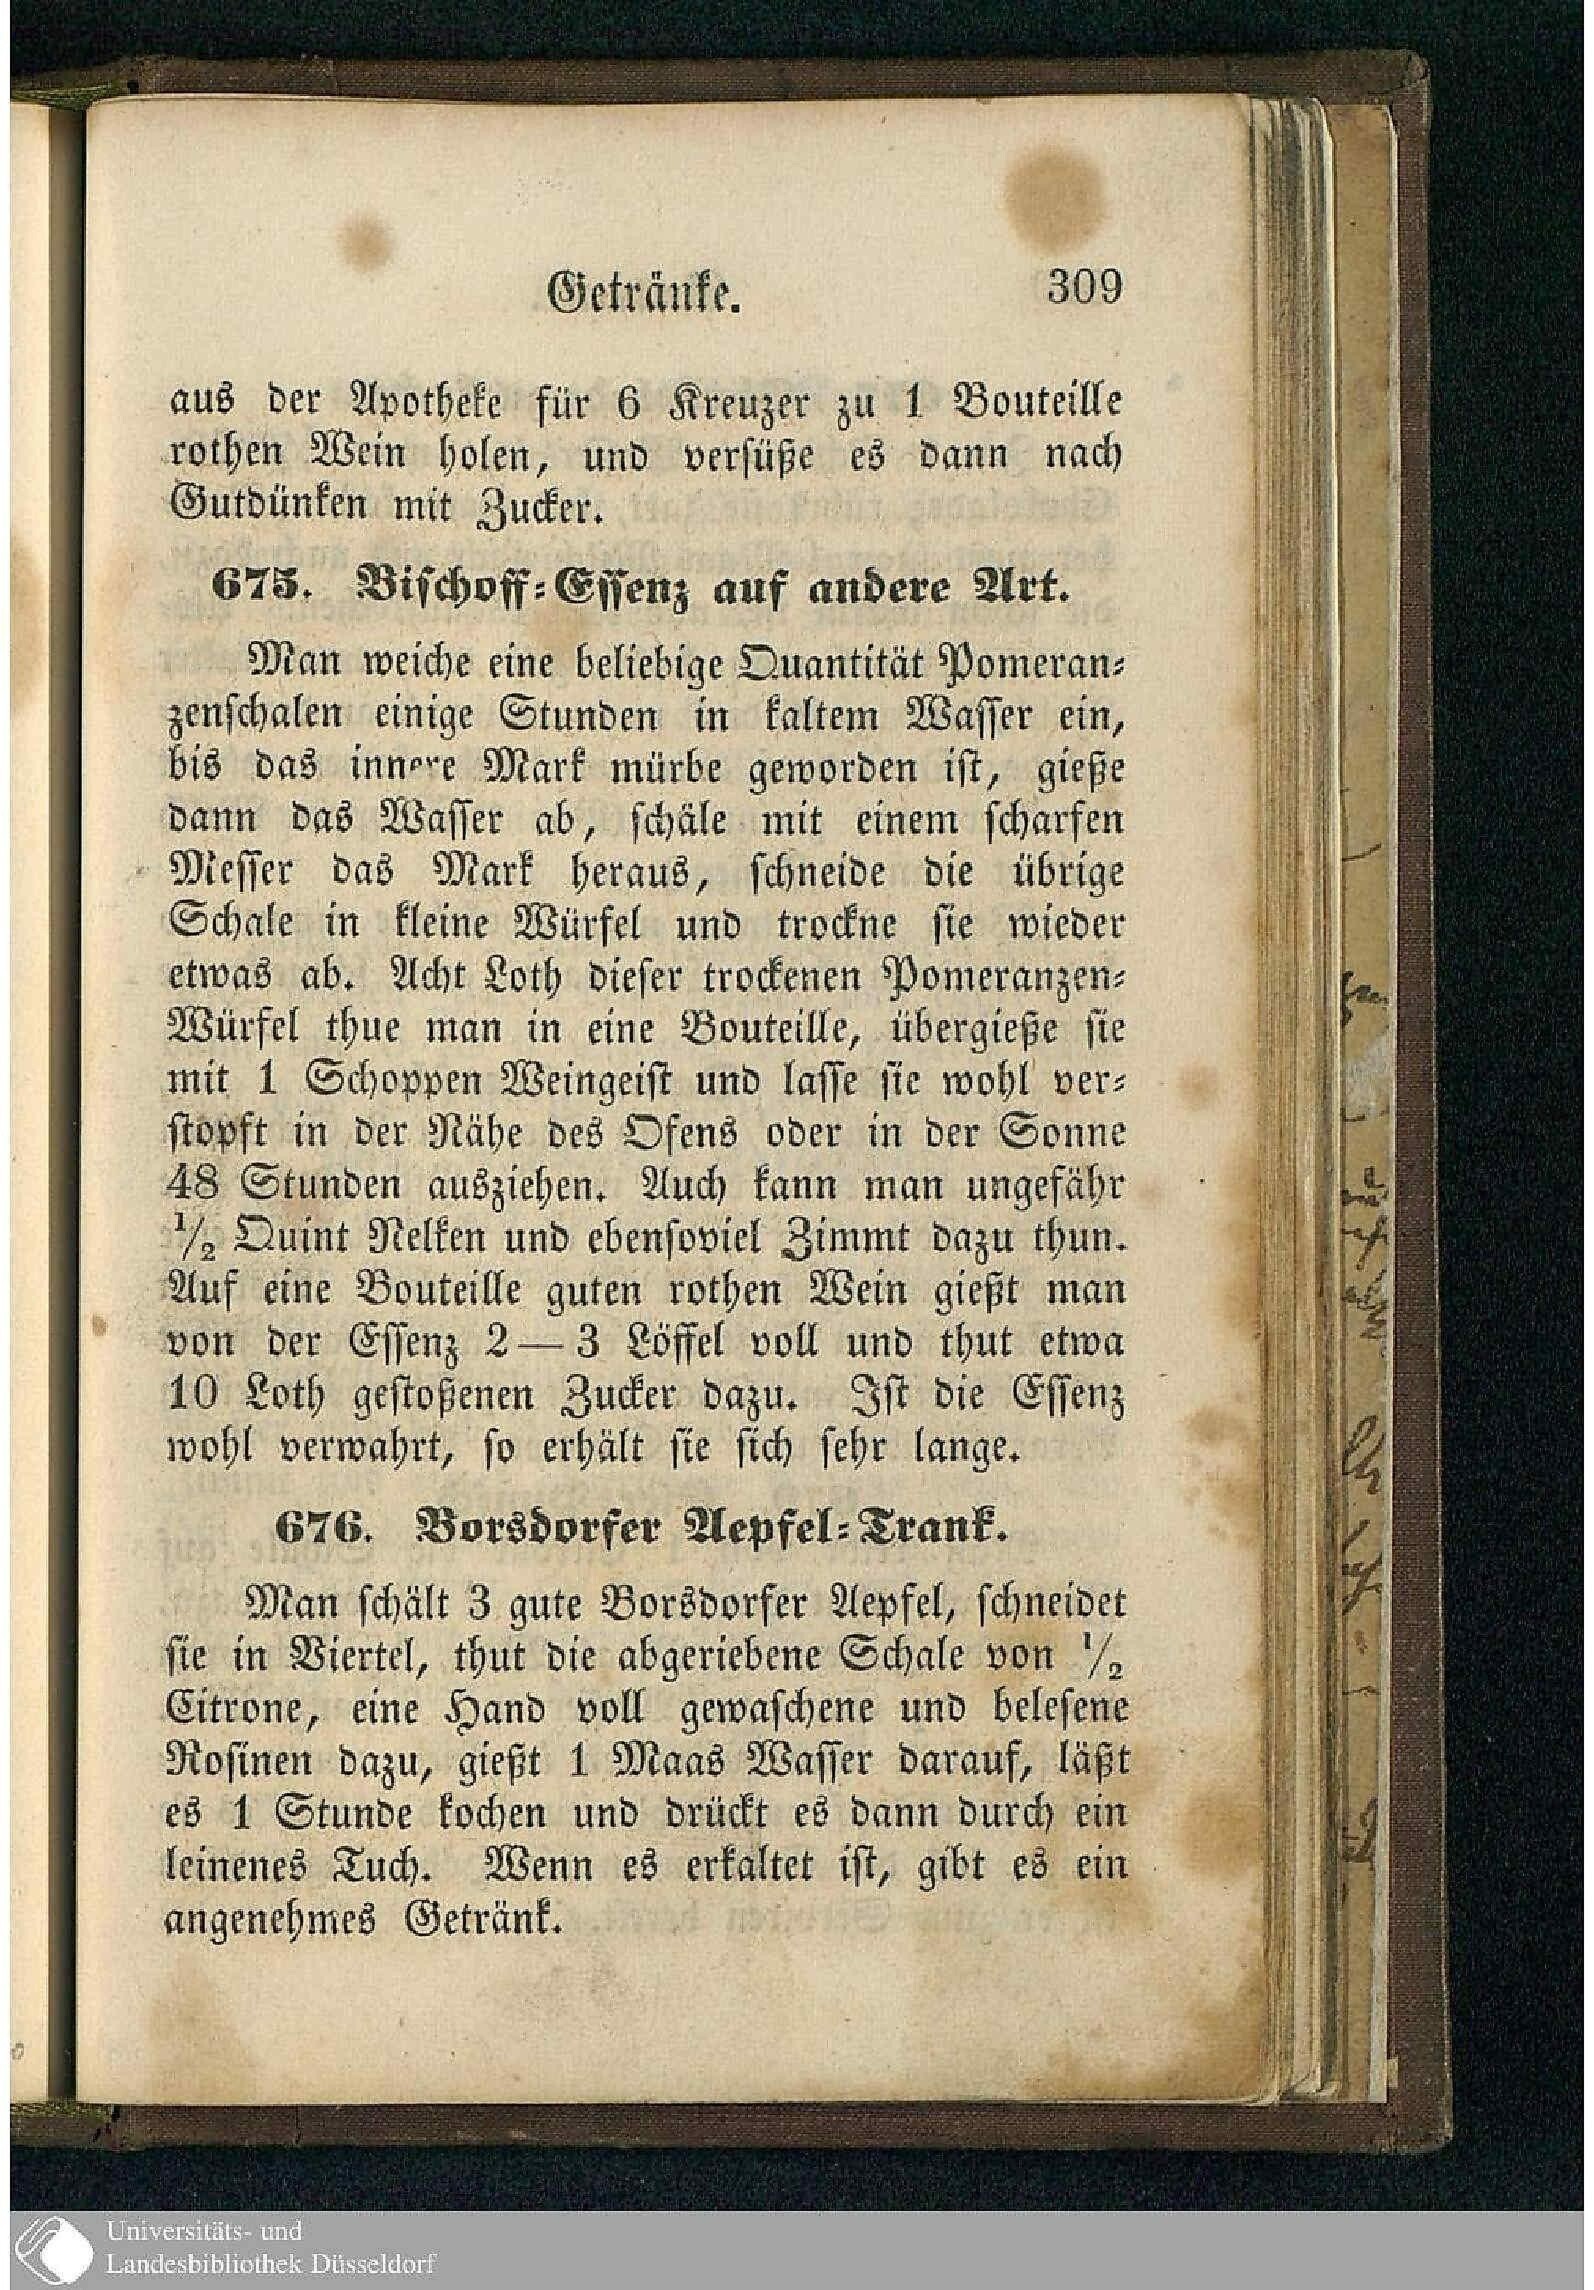 Getränke. 309
aus der Apotheke für 6 Kreuzer zu 1 Bouteille
rothen Wein holen, und versüße es dann nach
Gutdünken mit Zucker.
675. Bischoff-Essenz auf andere Art.
Man weiche eine beliebige Quantität Pomeran-
zenschalen einige Stunden in kaltem Wasser ein,
bis das innere Mark mürbe geworden ist, gieße
dann das Wasser ab, schäle mit einem scharfen
Messer das Mark heraus, schneide die übrige
Schale in kleine Würfel und trockne sie wieder
etwas ab. Acht Loth dieser trockenen Pomeranzen-
Würfel thue man in eine Bouteille, übergieße sie
mit 1 Schoppen Weingeist und lasse sie wohl ver-
stopft in der Nähe des Ofens oder in der Sonne
48 Stunden ausziehen. Auch kann man ungefähr
1/2 Quint Nelken und ebensoviel Zimmt dazu thun.
Auf eine Bouteille guten rothen Wein gießt man
von der Essenz 2 — 3 Löffel voll und thut etwa
10 Loth gestoßenen Zucker dazu. Ist die Essenz
wohl verwahrt, so erhält sie sich sehr lange.
676. Borsdorfer Aepfel-Trank.
Man schält 3 gute Borsdorfer Aepfel, schneidet
sie in Viertel, thut die abgeriebene Schale von 1/2
Citrone, eine Hand voll gewaschene und belesene
Rosinen dazu, gießt 1 Maas Wasser darauf, läßt
es 1 Stunde kochen und drückt es dann durch ein
leinenes Tuch. Wenn es erkaltet ist, gibt es ein
angenehmes Getränk.
Universitäts- und
Landesbibliothek Düsseldorf